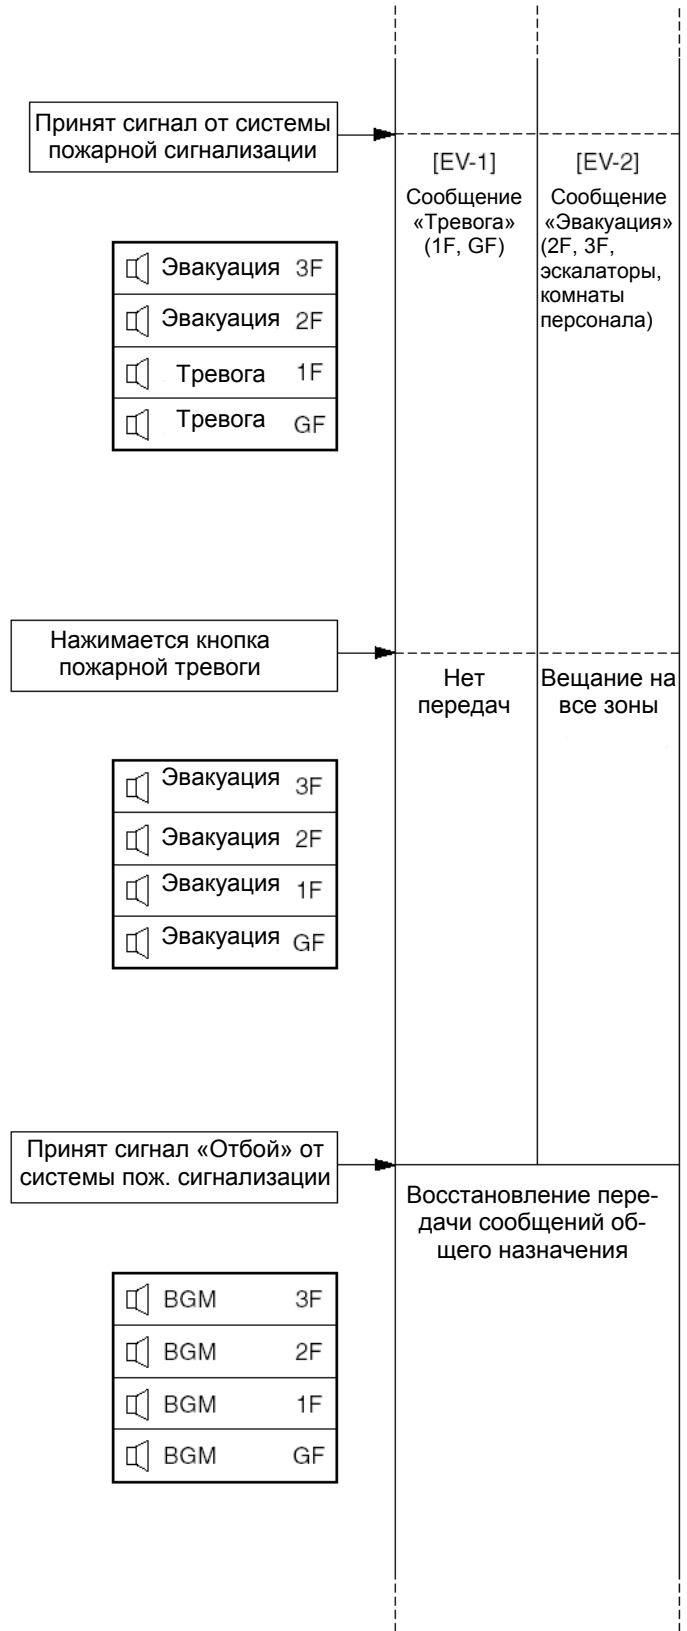 Принят сигнал от системы
пожарной сигнализации
[EV-1]
Сообщение
«Тревога»
(1F, GF)
[EV-2]
Сообщение
«Эвакуация»
(2F, 3F,
эскалаторы,
комнаты
персонала)
Эвакуация 3F
Эвакуация 2F
Тревога 1F
Тревога GF
Нажимается кнопка
пожарной тревоги
Нет
передач
Вещание на
все зоны
Эвакуация 3F
Эвакуация 2F
Эвакуация 1F
Эвакуация GF
Принят сигнал «Отбой» от
системы пож. сигнализации
Восстановление пере-
дачи сообщений об-
щего назначения
BGM 3F
BGM 2F
BGM 1F
BGM GF